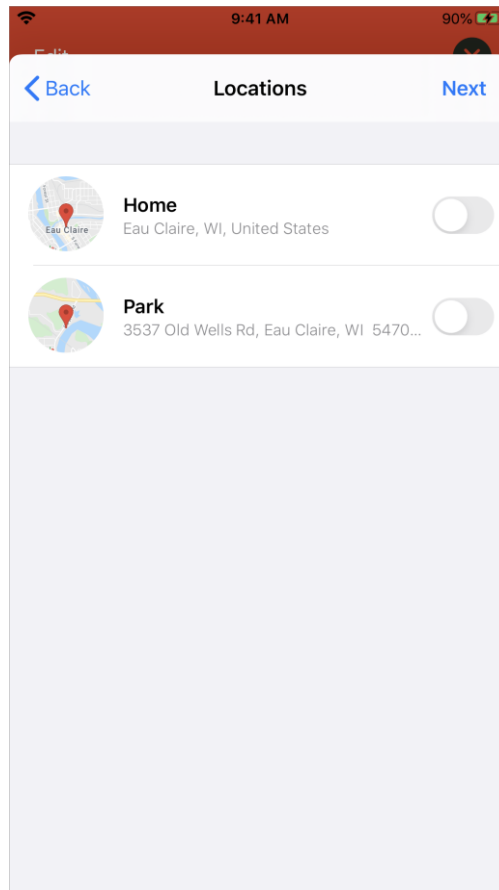 9:41 AM
90%
Edit
Back
Locations
Next
Eau Claire
Home
Eau Claire, WI, United States
Park
3537 Old Wells Rd, Eau Claire, WI 5470...